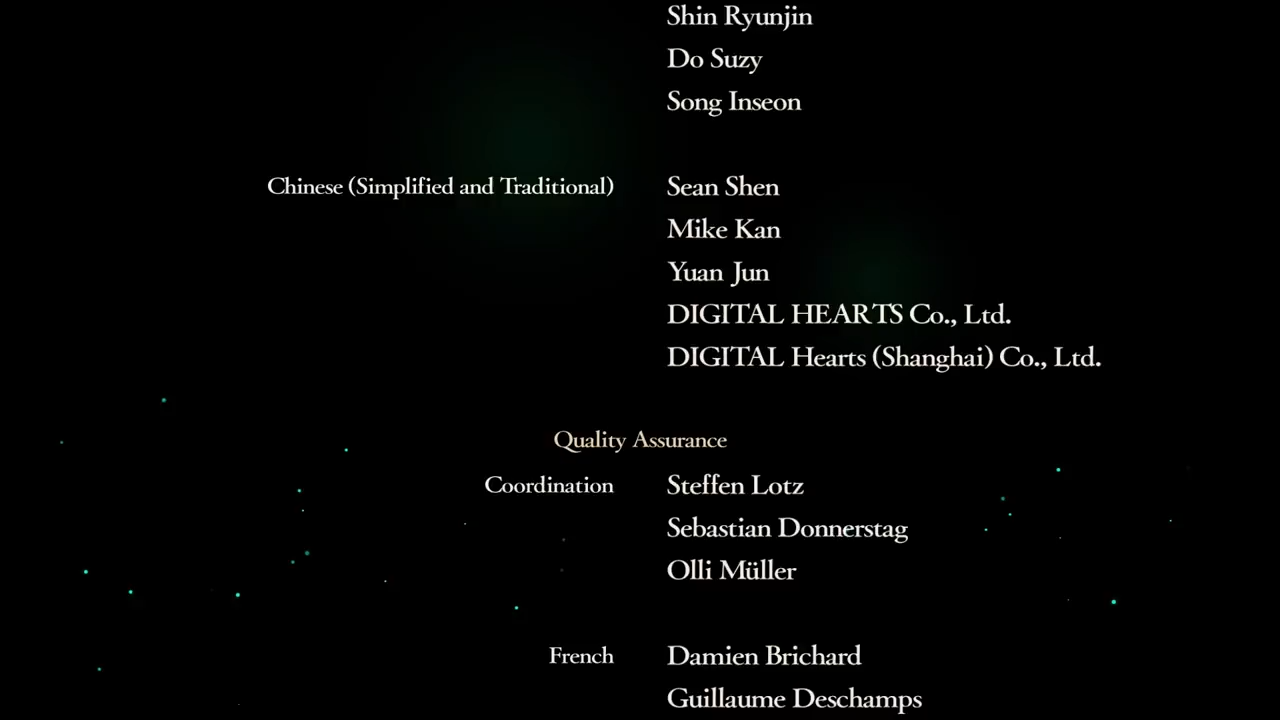 Shin Ryunjin
Do Suzy
Song Inseon
Chinese (Simplified and Traditional) Sean Shen
Mike Kan
Yuan Jun
DIGITAL HEARTS Co., Ltd.
DIGITAL Hearts (Shanghai) Co., Ltd.
Quality Assurance
Coordination Steffen Lotz
Sebastian Donnerstag
Olli Müller
French Damien Brichard
Guillaume Deschamps